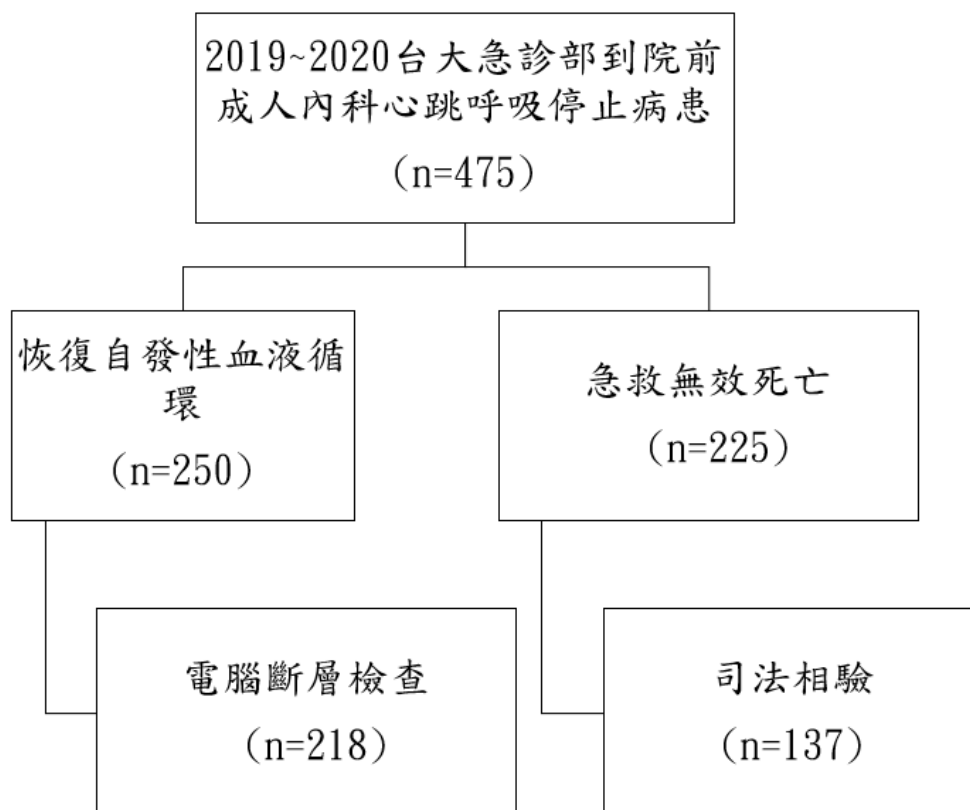 2019~2020台大急診部到院前
成人內科心跳呼吸停止病患
(n=475)
恢復自發性血液循
環
(n=250)
急救無效死亡
(n=225)
電腦斷層檢查
(n=218)
司法相驗
(n=137)